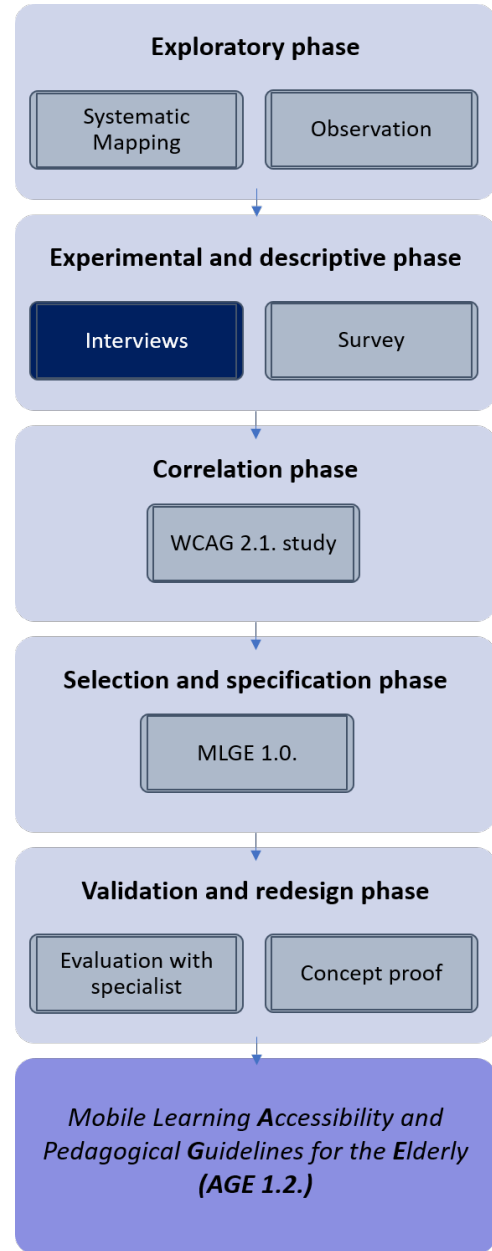 Exploratory phase
Systematic
Mapping
Observation
Experimental and descriptive phase
Interviews
Survey
Correlation phase
WCAG 2.1. study
Selection and specification phase
MLGE 1.0.
Validation and redesign phase
Evaluation with
specialist
Concept proof
Mobile Learning Accessibility and
Pedagogical Guidelines for the Elderly
(AGE 1.2.)